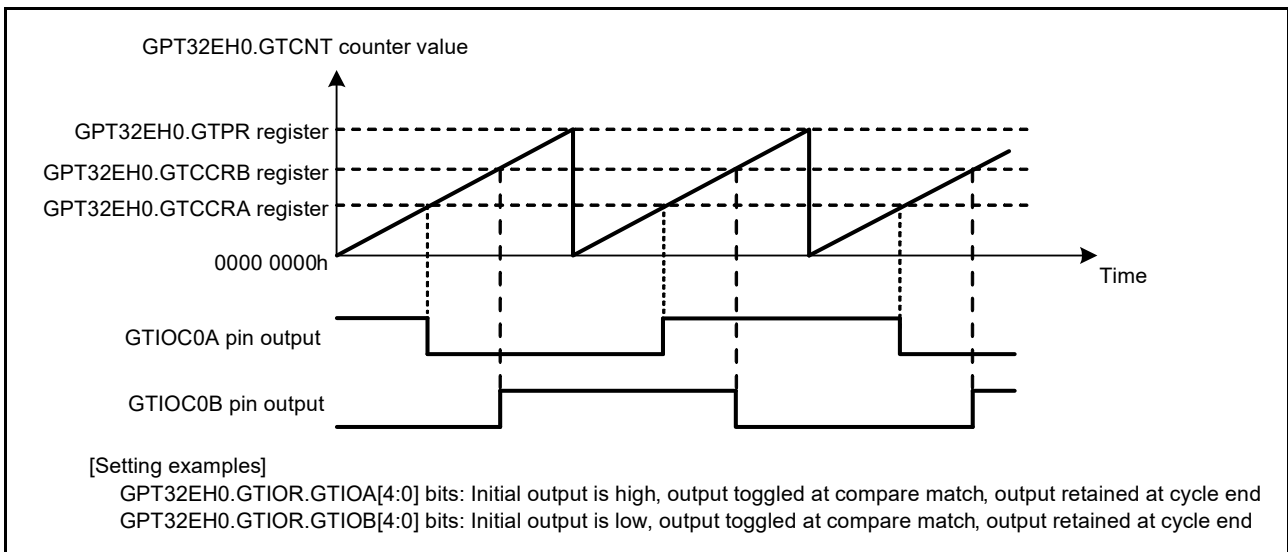 GPT32EH0.GTCNT counter value
GPT32EH0.GTPR register
GPT32EH0.GTCCRB register
GPT32EH0.GTCCRA register
0000 0000h
Time
GTIOC0A pin output
GTIOC0B pin output
[Setting examples]
GPT32EH0.GTIOR.GTIOA[4:0] bits: Initial output is high, output toggled at compare match, output retained at cycle end
GPT32EH0.GTIOR.GTIOB[4:0] bits: Initial output is low, output toggled at compare match, output retained at cycle end